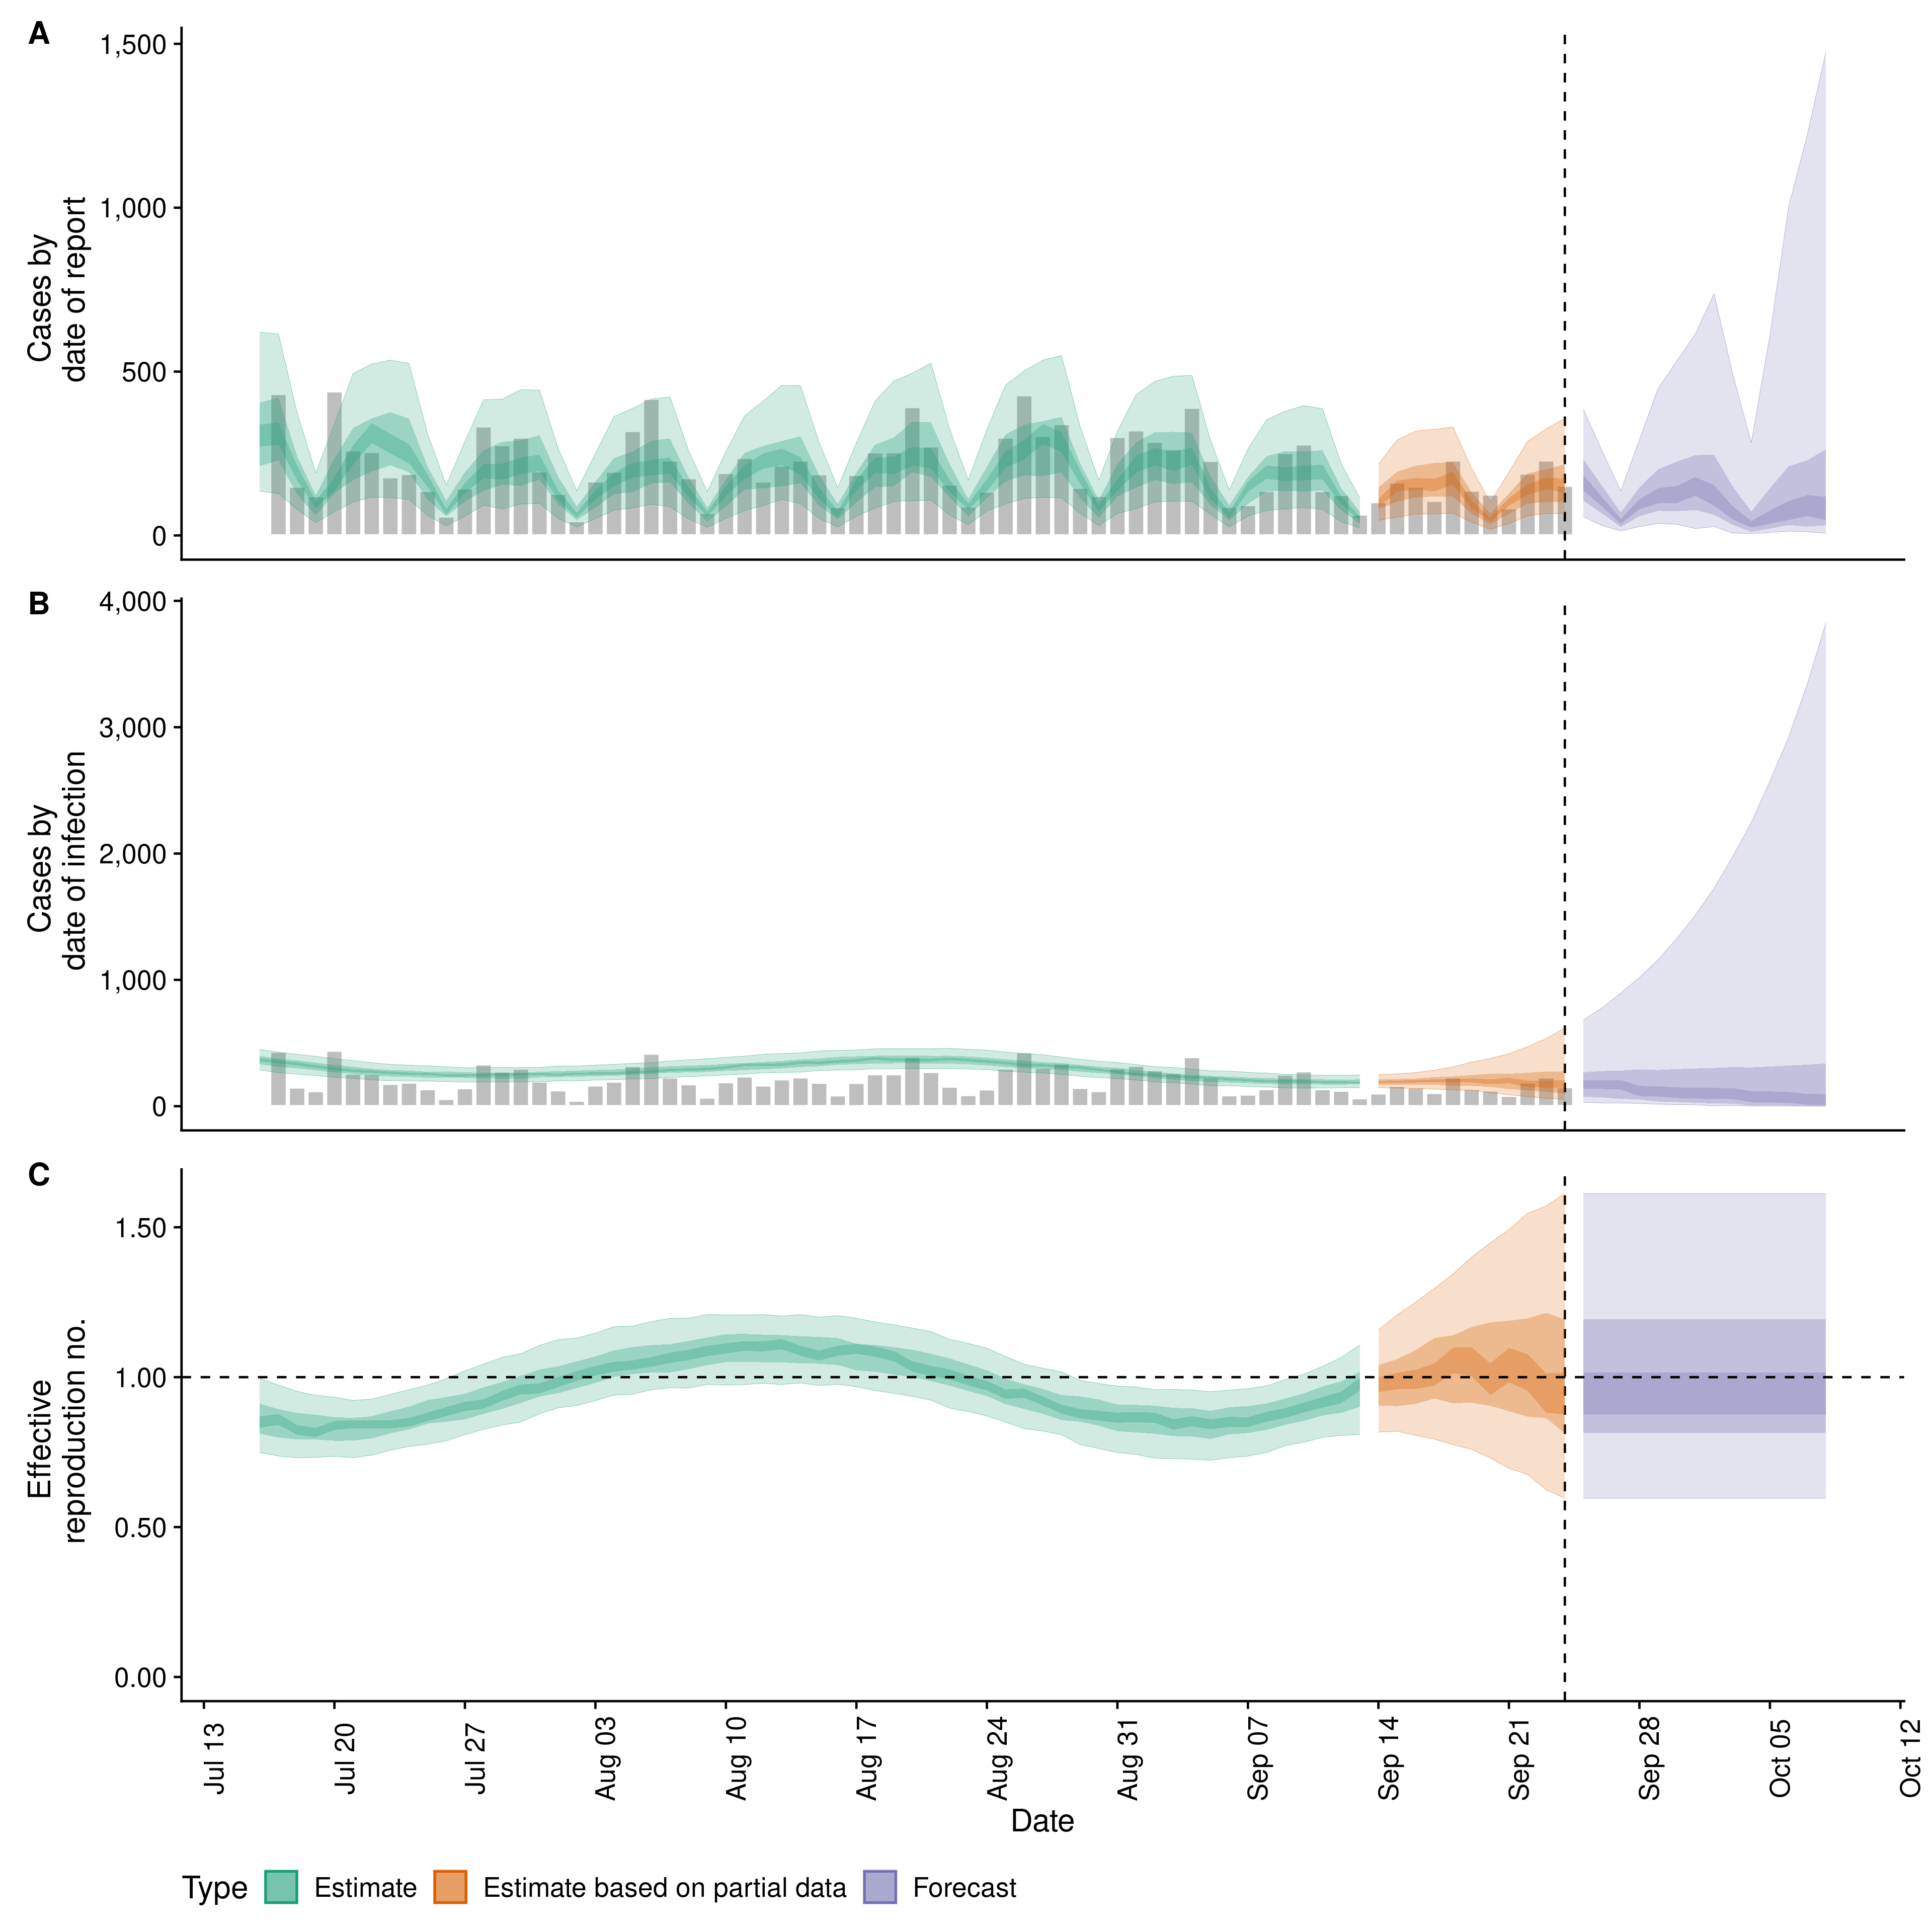 A
Cases by
date of report
1,500
1,000
500
0
B
Cases by
date of infection
4,000
3,000
2,000
1,000
0
C
Effective
reproduction no.
1.50
1.00
0.50
0.00
Jul 13
Jul 20
Jul 27
Aug 03
Aug 10
Aug 17
Aug 24
Aug 31
Sep 07
Sep 14
Sep 21
Sep 28
Oct 05
Oct 12
Date
Type Estimate Estimate based on partial data Forecast